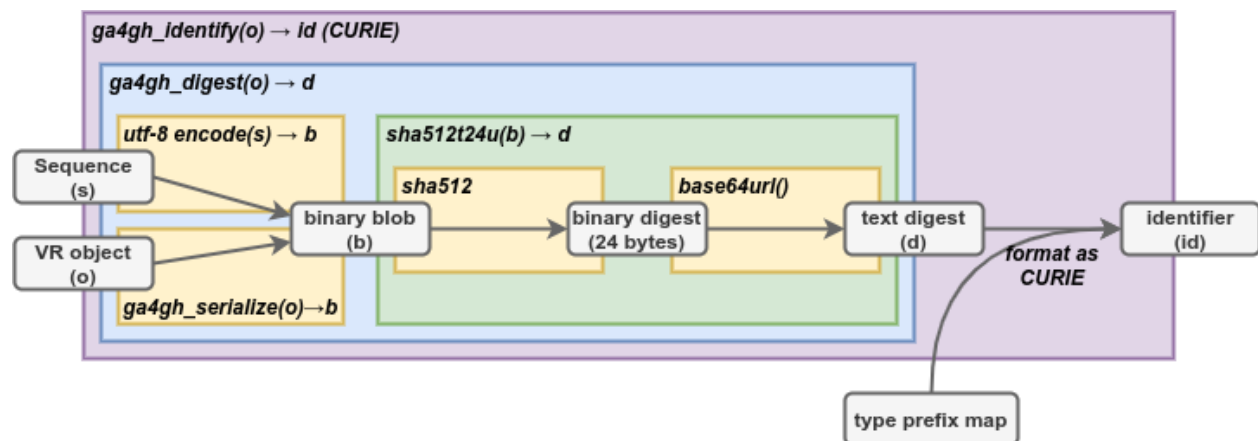 ga4gh_identify(o) → id (CURIE)
ga4gh_digest(o) → d
utf-8 encode(s) → b
sha512t24u(b) → d
Sequence
(s)
sha512
base64url()
binary blob
(b)
binary digest
(24 bytes)
text digest
(d)
identifier
(id)
VR object
(o)
format as
CURIE
ga4gh_serialize(o)→b
type prefix map